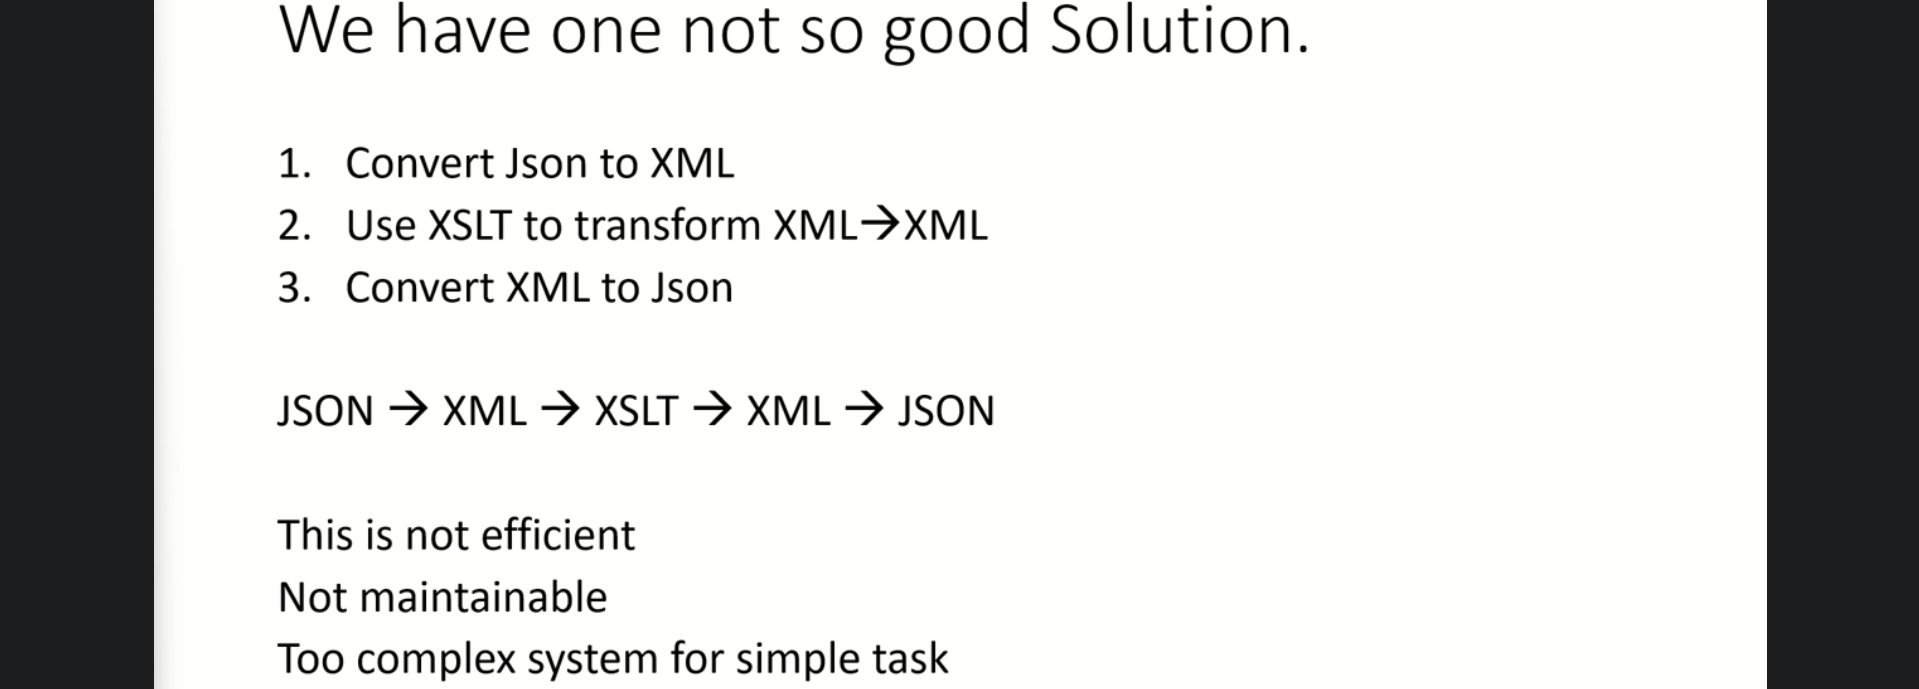 We have one not so good Solution.
1. Convert Json to XML
2. Use XSLT to transform XML→XML
3. Convert XML to Json
JSON → XML → XSLT → XML → JSON
This is not efficient
Not maintainable
Too complex system for simple task